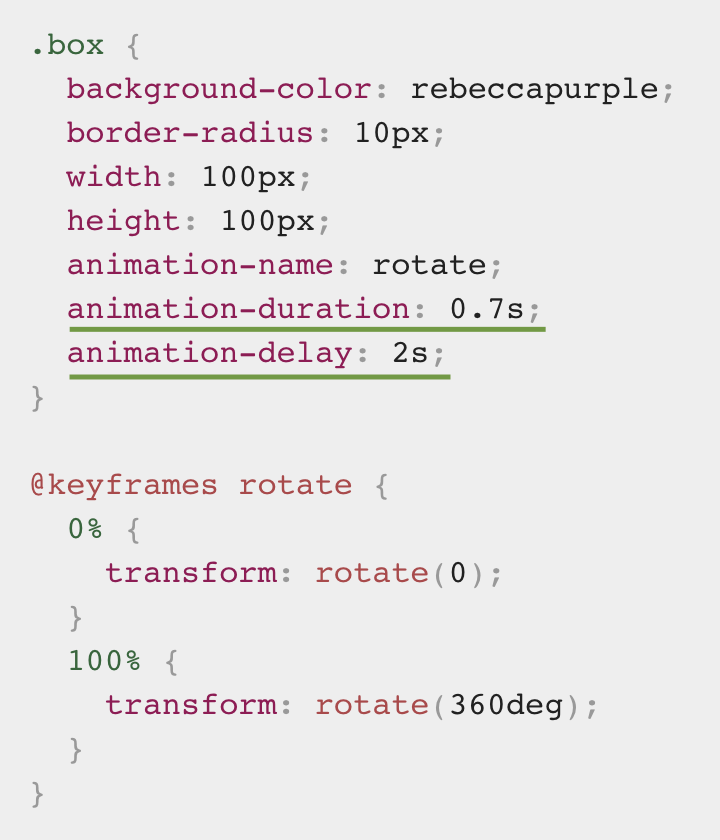 .box {
  background-color: rebeccapurple;
  border-radius: 10px;
  width: 100px;
  height: 100px;
  animation-name: rotate;
  animation-duration: 0.7s;
  animation-delay: 2s;
}

@keyframes rotate {
  0% {
    transform: rotate(0);
  }
  100% {
    transform: rotate(360deg);
  }
}